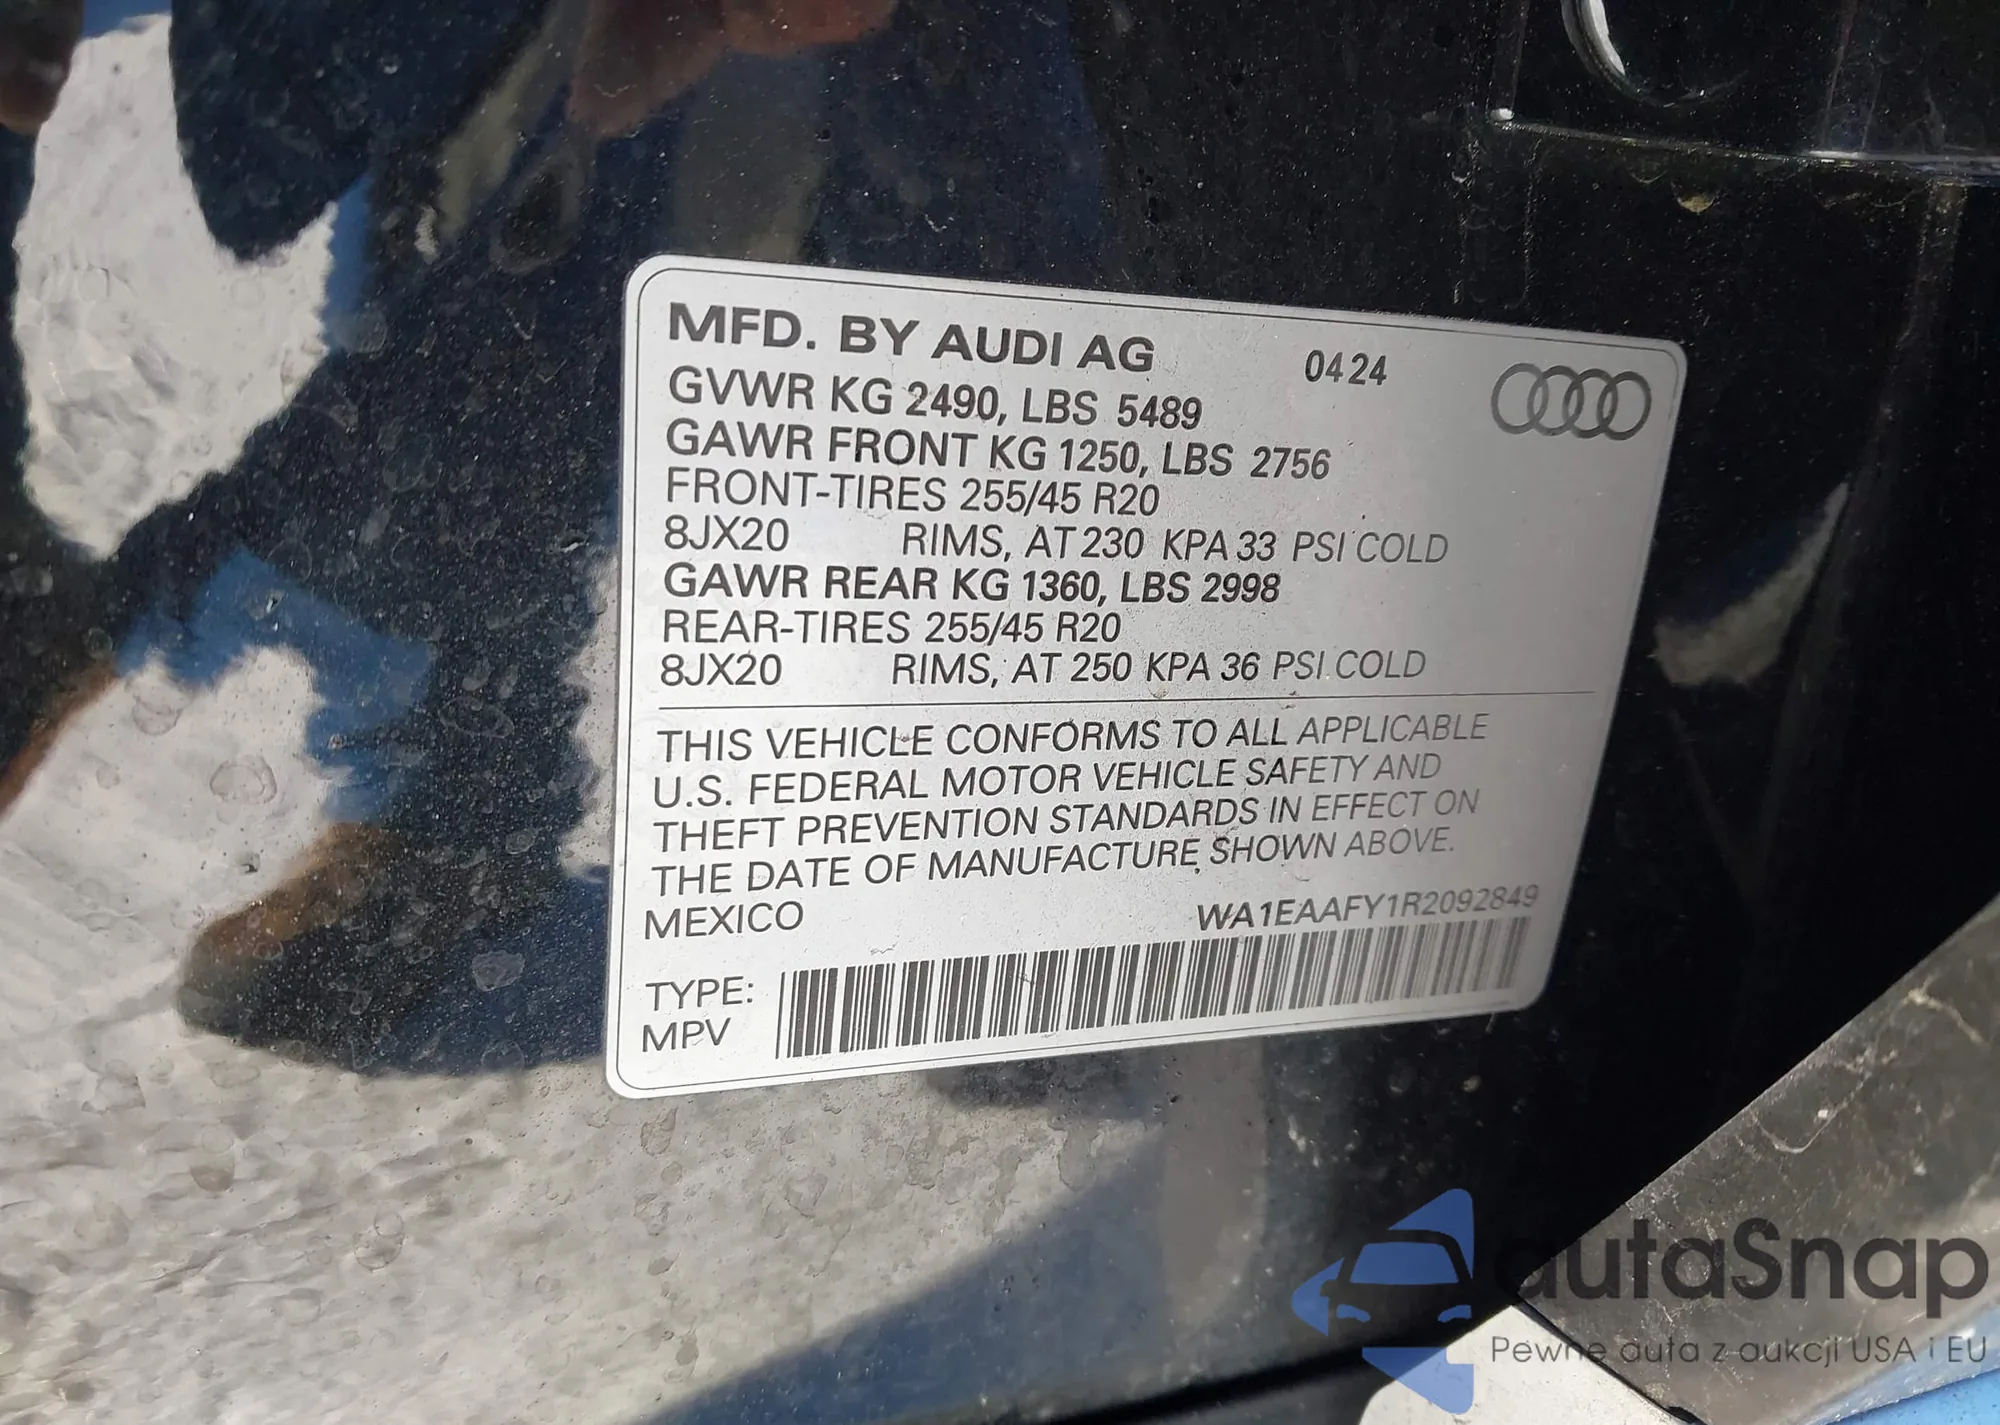 MFD. BY AUDI AG 0424
GVWR KG 2490, LBS 5489
GAWR FRONT KG 1250, LBS 2756
FRONT-TIRES 255/45 R20
8JX20 RIMS, AT 230 KPA 33 PSI COLD
GAWR REAR KG 1360, LBS 2998
REAR-TIRES 255/45 R20
8JX20 RIMS, AT 250 KPA 36 PSI COLD
THIS VEHICLE CONFORMS TO ALL APPLICABLE
U.S. FEDERAL MOTOR VEHICLE SAFETY AND
THEFT PREVENTION STANDARDS IN EFFECT ON
THE DATE OF MANUFACTURE SHOWN ABOVE.
MEXICO WA1EAAFY1R2092849
TYPE:
MPV
autaSnap
Pewne auta z aukcji USA i EU